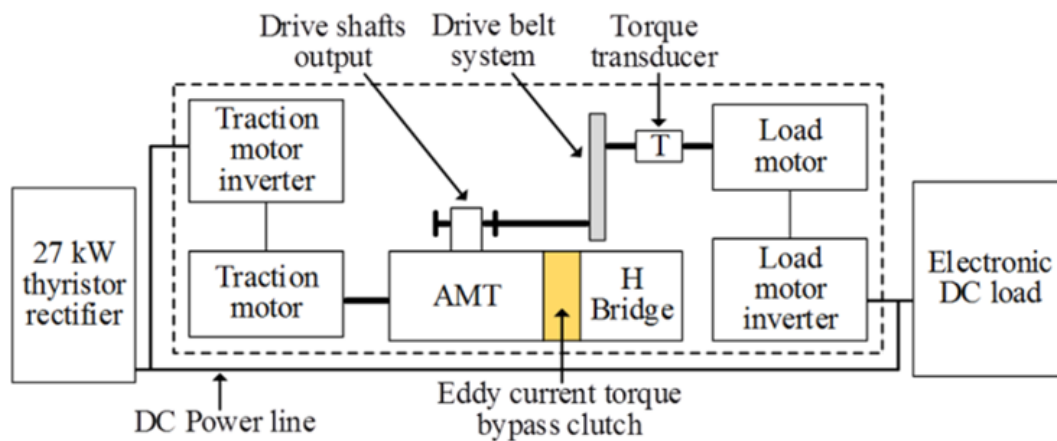 Drive shafts
output
Drive belt
system
Torque
transducer
Traction
motor
inverter
T
Load
motor
27 kW
thyristor
rectifier
Traction
motor
AMT
H
Bridge
Load
motor
inverter
Electronic
DC load
DC Power line
Eddy current torque
bypass clutch